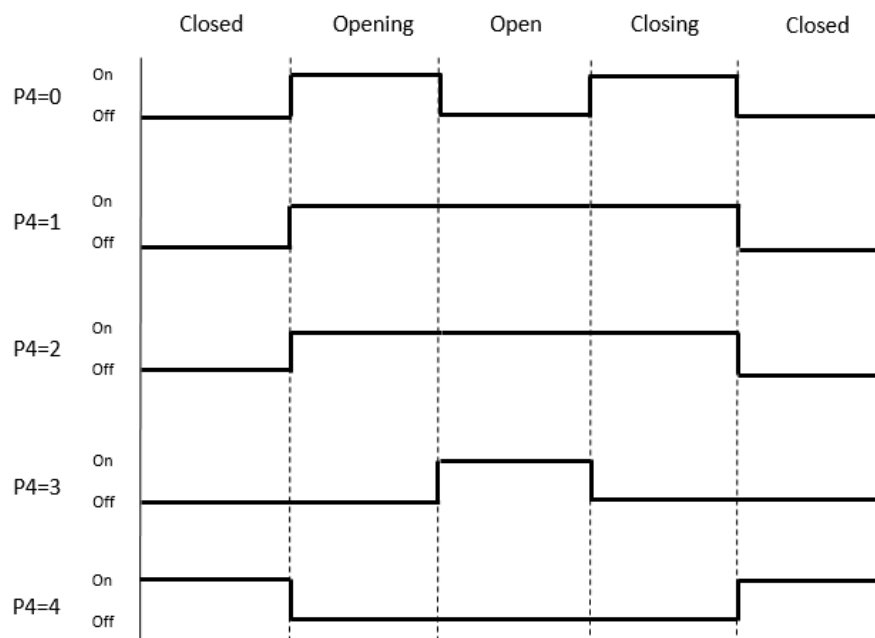 Closed Opening Open Closing Closed
On
P4=0
Off
On
P4=1
Off
On
P4=2
Off
On
P4=3
Off
On
P4=4
Off